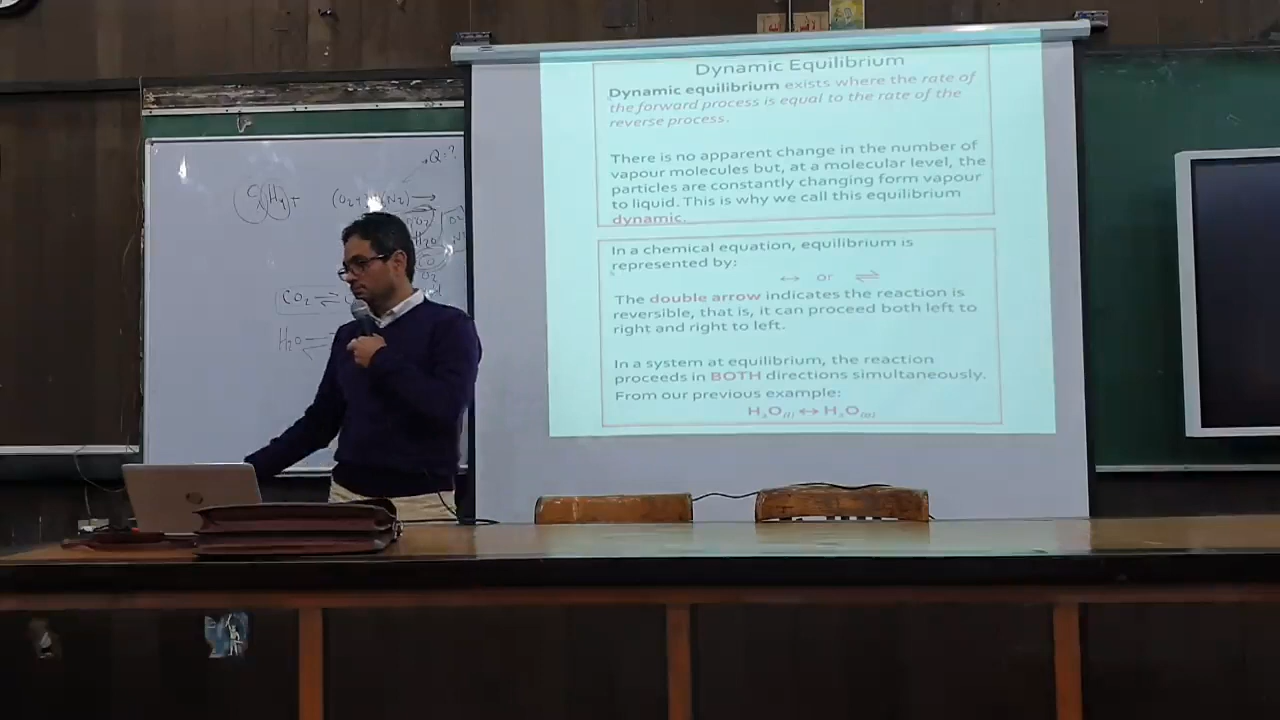 Dynamic Equilibrium
Dynamic equilibrium exists where the rate of
the forward process is equal to the rate of the
reverse process.
There is no apparent change in the number of
vapour molecules but, at a molecular level, the
particles are constantly changing form vapour
to liquid. This is why we call this equilibrium
dynamic.
In a chemical equation, equilibrium is
represented by:
↔ or ⇌
The double arrow indicates the reaction is
reversible, that is, it can proceed both left to
right and right to left.
In a system at equilibrium, the reaction
proceeds in BOTH directions simultaneously.
From our previous example:
H₂O(l) ↔ H₂O(g)
Q:?
CO₂ ⇌
H₂O ⇌